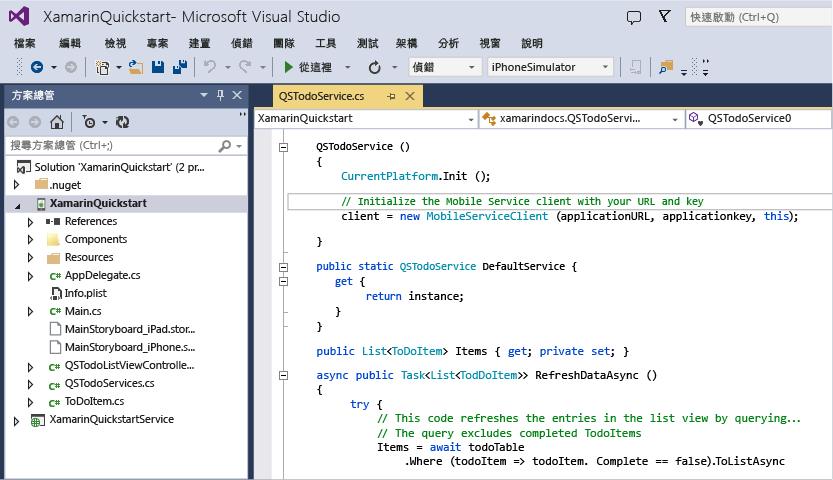 XamarinQuickstart- Microsoft Visual Studio
快速啟動 (Ctrl+Q)
檔案 編輯 檢視 專案 建置 偵錯 團隊 工具 測試 架構 分析 視窗 說明
從這裡 偵錯 iPhoneSimulator
方案總管
搜尋方案總管 (Ctrl+;)
Solution 'XamarinQuickstart' (2 pr...
.nuget
XamarinQuickstart
References
Components
Resources
C# AppDelegate.cs
Info.plist
C# Main.cs
MainStoryboard_iPad.stor...
MainStoryboard_iPhone.s...
C# QSTodoListViewControlle...
C# QSTodoServices.cs
C# ToDoItem.cs
XamarinQuickstartService
QSTodoService.cs
XamarinQuickstart xamarindocs.QSTodoServi... QSTODOService0
QSTodoService ()
{
CurrentPlatform.Init ();
// Initialize the Mobile Service client with your URL and key
client = new MobileServiceClient (applicationURL, applicationkey, this);
}
public static QSTodoService DefaultService {
get {
return instance;
}
}
public List<ToDoItem> Items { get; private set; }
async public Task<List<TodDoItem>> RefreshDataAsync ()
{
try {
// This code refreshes the entries in the list view by querying...
// The query excludes completed TodoItems
Items = await todoTable
.Where (todoItem => todoItem. Complete == false).ToListAsync